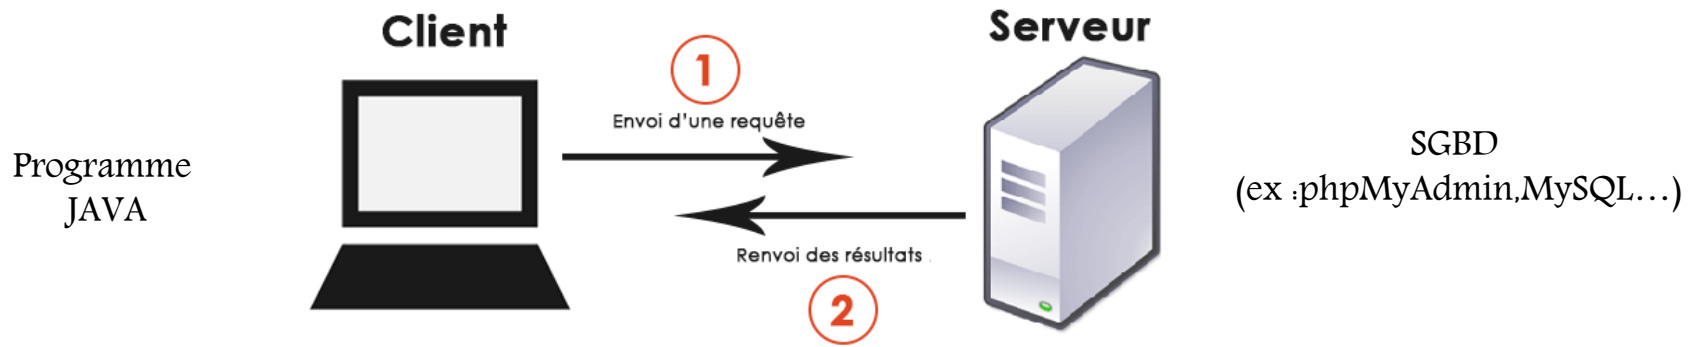 Client
Serveur
1
Envoi d'une requête
Programme
JAVA
SGBD
(ex :phpMyAdmin,MySQL...)
Renvoi des résultats
2